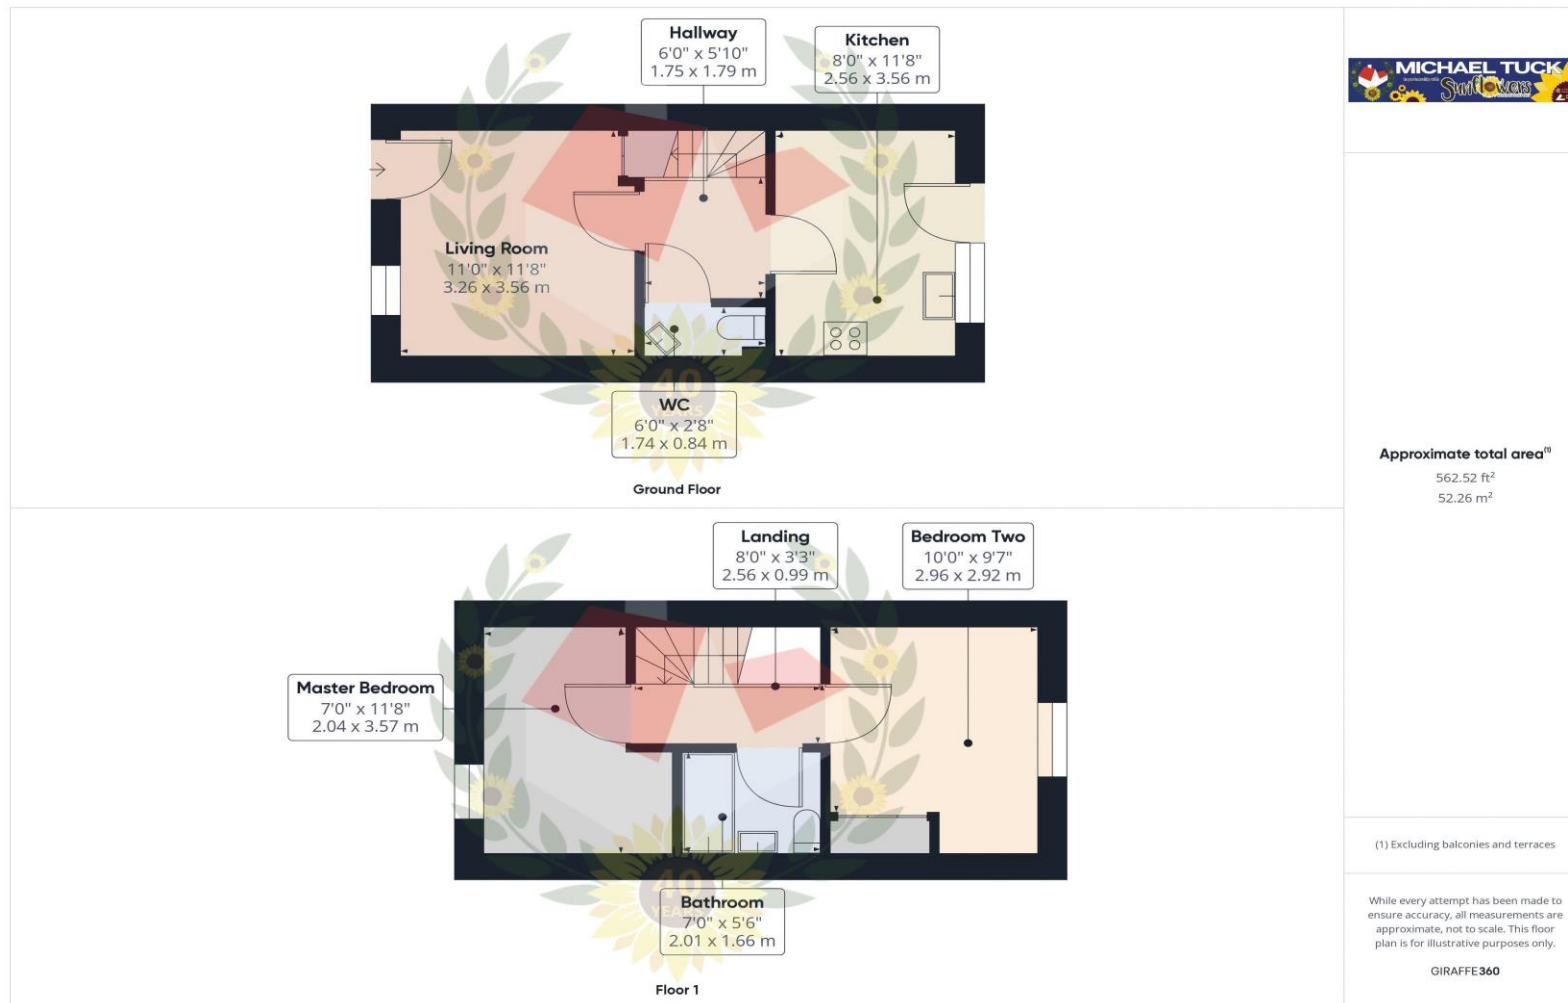 Hallway
6'0" x 5'10"
1.75 x 1.79 m
Kitchen
8'0" x 11'8"
2.56 x 3.56 m
Living Room
11'0" x 11'8"
3.26 x 3.56 m
40
YEARS
WC
6'0" x 2'8"
1.74 x 0.84 m
Ground Floor
Landing
8'0" x 3'3"
2.56 x 0.99 m
Bedroom Two
10'0" x 9'7"
2.96 x 2.92 m
Master Bedroom
7'0" x 11'8"
2.04 x 3.57 m
40
YEARS
Bathroom
7'0" x 5'6"
2.01 x 1.66 m
Floor 1
MICHAEL TUCK
Sunflowers
Approximate total area(1)
562.52 ft²
52.26 m²
(1) Excluding balconies and terraces
While every attempt has been made to
ensure accuracy, all measurements are
approximate, not to scale. This floor
plan is for illustrative purposes only.
GIRAFFE360